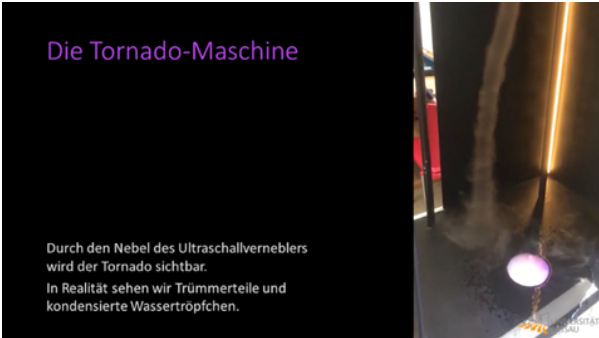 Die Tornado-Maschine
Durch den Nebel des Ultraschallverneblers
wird der Tornado sichtbar.
In Realität sehen wir Trümmerteile und
kondensierte Wassertröpfchen.